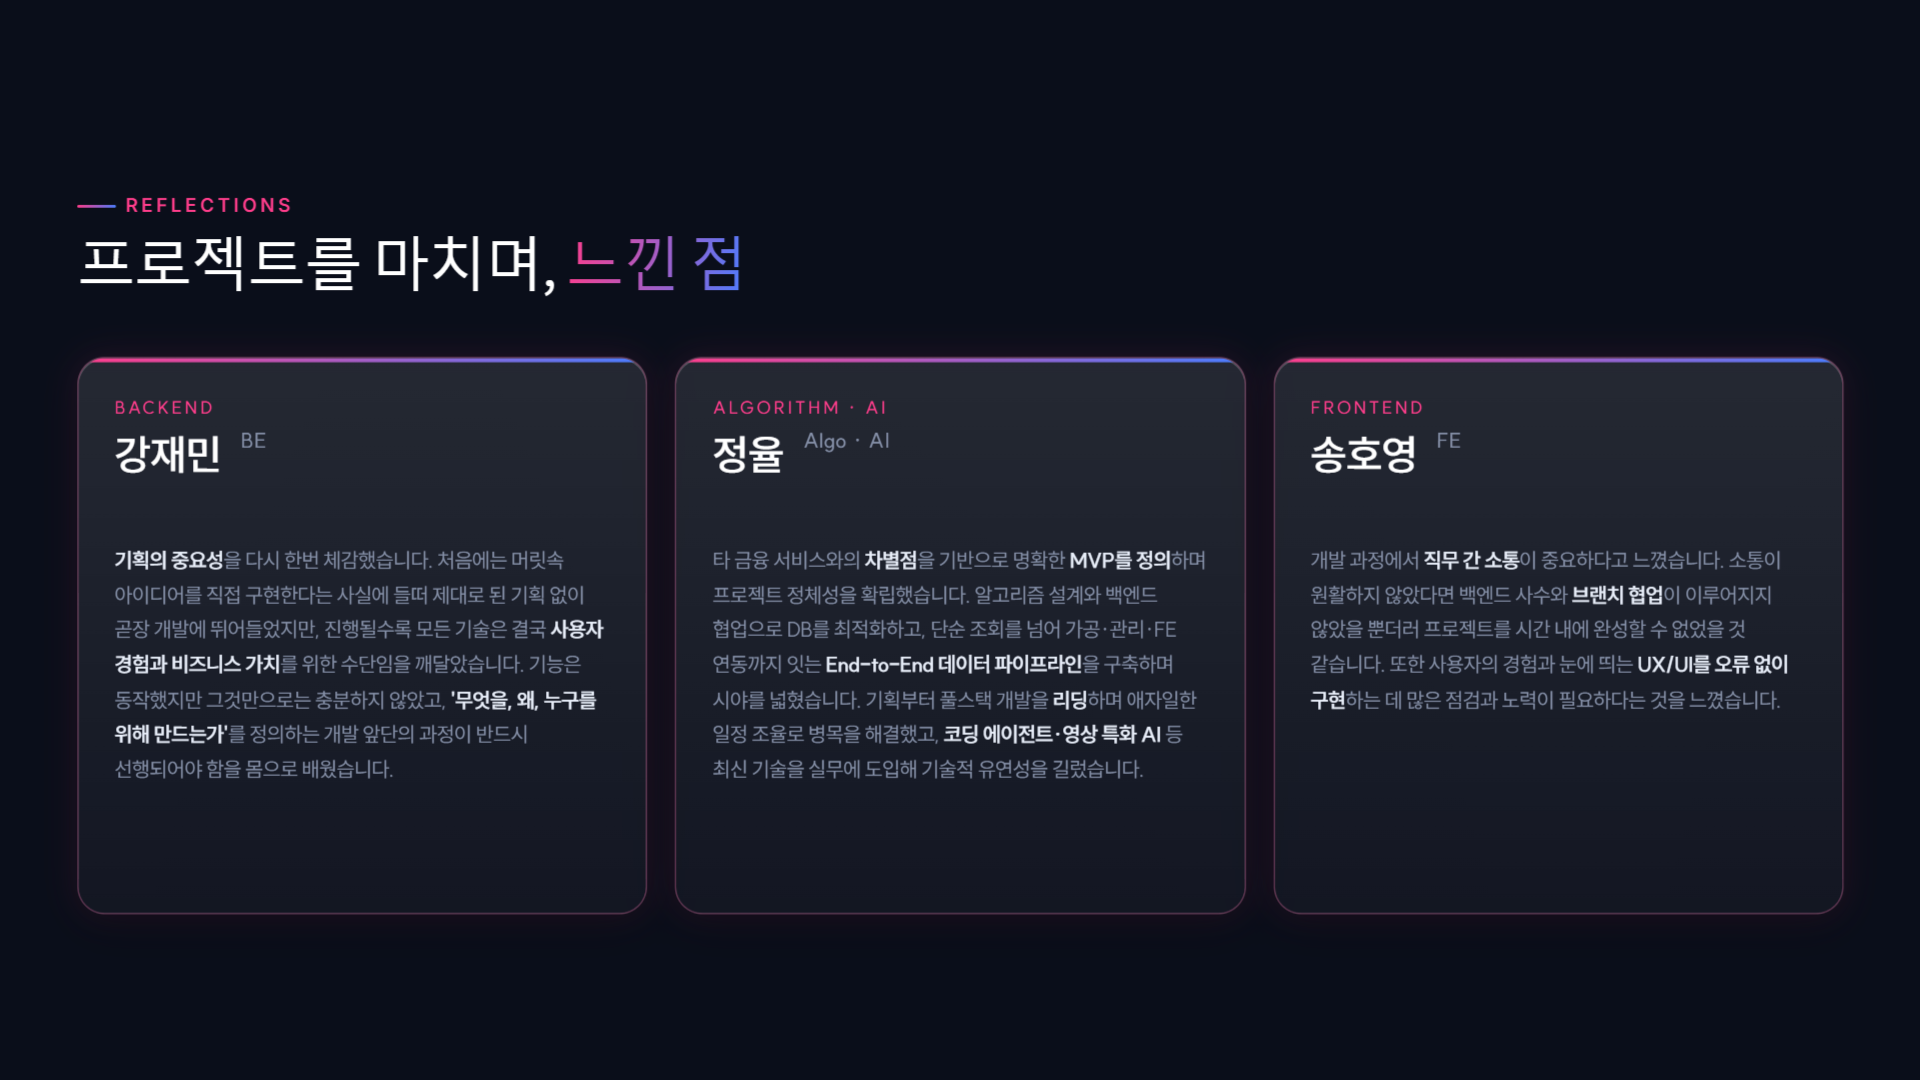 REFLECTIONS
프로젝트를 마치며, 느낀 점
BACKEND
강재민 BE
기획의 중요성을 다시 한번 체감했습니다. 처음에는 머릿속
아이디어를 직접 구현한다는 사실에 들떠 제대로 된 기획 없이
곧장 개발에 뛰어들었지만, 진행될수록 모든 기술은 결국 사용자
경험과 비즈니스 가치를 위한 수단임을 깨달았습니다. 기능은
동작했지만 그것만으로는 충분하지 않았고, '무엇을, 왜, 누구를
위해 만드는가'를 정의하는 개발 앞단의 과정이 반드시
선행되어야 함을 몸으로 배웠습니다.
ALGORITHM · AI
정율 Algo · AI
타 금융 서비스와의 차별점을 기반으로 명확한 MVP를 정의하며
프로젝트 정체성을 확립했습니다. 알고리즘 설계와 백엔드
협업으로 DB를 최적화하고, 단순 조회를 넘어 가공·관리·FE
연동까지 잇는 End-to-End 데이터 파이프라인을 구축하며
시야를 넓혔습니다. 기획부터 풀스택 개발을 리딩하며 애자일한
일정 조율로 병목을 해결했고, 코딩 에이전트·영상 특화 AI 등
최신 기술을 실무에 도입해 기술적 유연성을 길렀습니다.
FRONTEND
송호영 FE
개발 과정에서 직무 간 소통이 중요하다고 느꼈습니다. 소통이
원활하지 않았다면 백엔드 사수와 브랜치 협업이 이루어지지
않았을 뿐더러 프로젝트를 시간 내에 완성할 수 없었을 것
같습니다. 또한 사용자의 경험과 눈에 띄는 UX/UI를 오류 없이
구현하는 데 많은 점검과 노력이 필요하다는 것을 느꼈습니다.